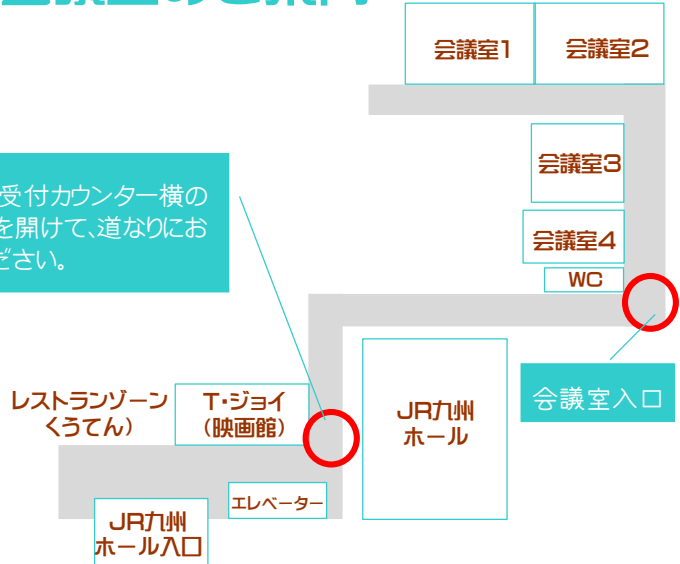 会議室1
会議室2
会議室3
受付カウンター横の
を開けて、道なりにお
ださい。
会議室4
WC
会議室入口
レストランゾーン
くうてん）
T・ジョイ
（映画館）
JR九州
ホール
エレベーター
JR九州
ホール入口